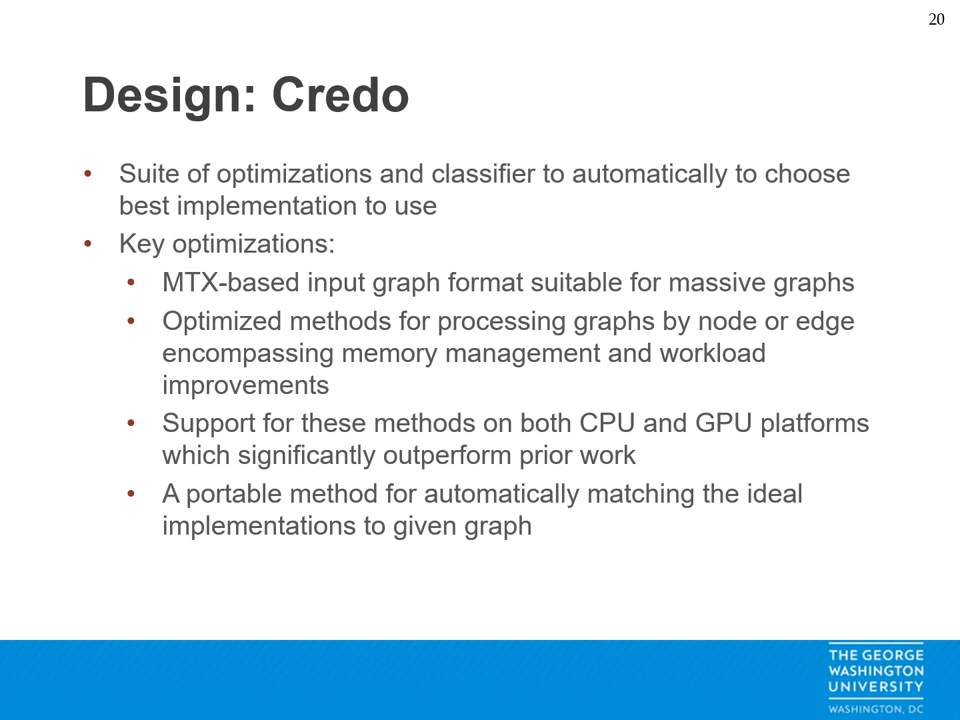 20
Design: Credo
• Suite of optimizations and classifier to automatically to choose
best implementation to use
• Key optimizations:
• MTX-based input graph format suitable for massive graphs
• Optimized methods for processing graphs by node or edge
encompassing memory management and workload
improvements
• Support for these methods on both CPU and GPU platforms
which significantly outperform prior work
• A portable method for automatically matching the ideal
implementations to given graph
THE GEORGE
WASHINGTON
UNIVERSITY
WASHINGTON, DC